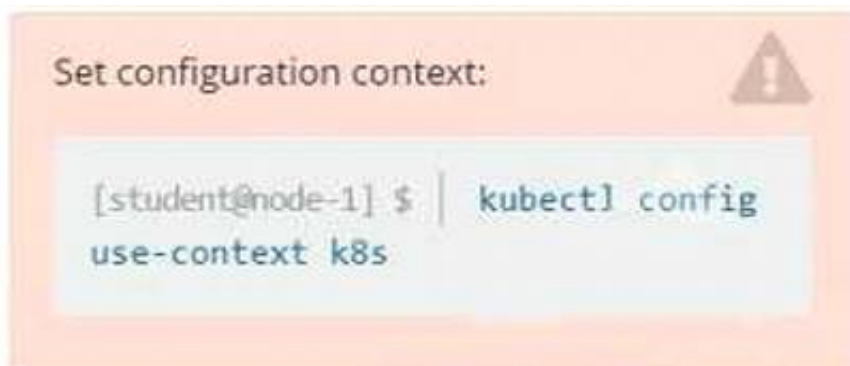 Set configuration context:
[student@node-1] $ | kubectl config
use-context k8s